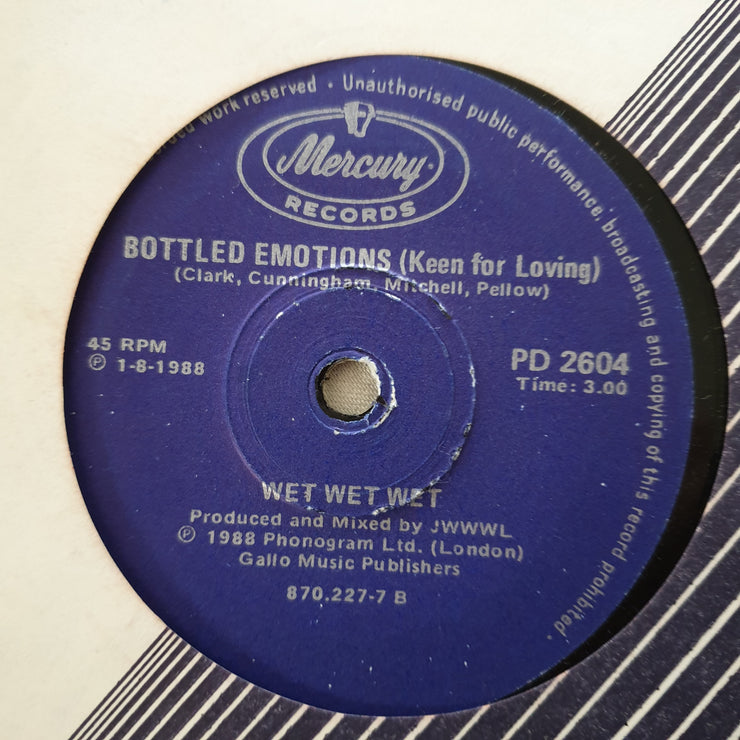 work reserved · Unauthorised public performance, broadcasting and copying of this record prohibited ·
Mercury
RECORDS
BOTTLED EMOTIONS (Keen for Loving)
(Clark, Cunningham, Mitchell, Pellow)
45 RPM
Ⓟ 1-8-1988
PD 2604
Time: 3.00
WET WET WET
Produced and Mixed by JWWWL
Ⓟ 1988 Phonogram Ltd. (London)
Gallo Music Publishers
870.227-7 B